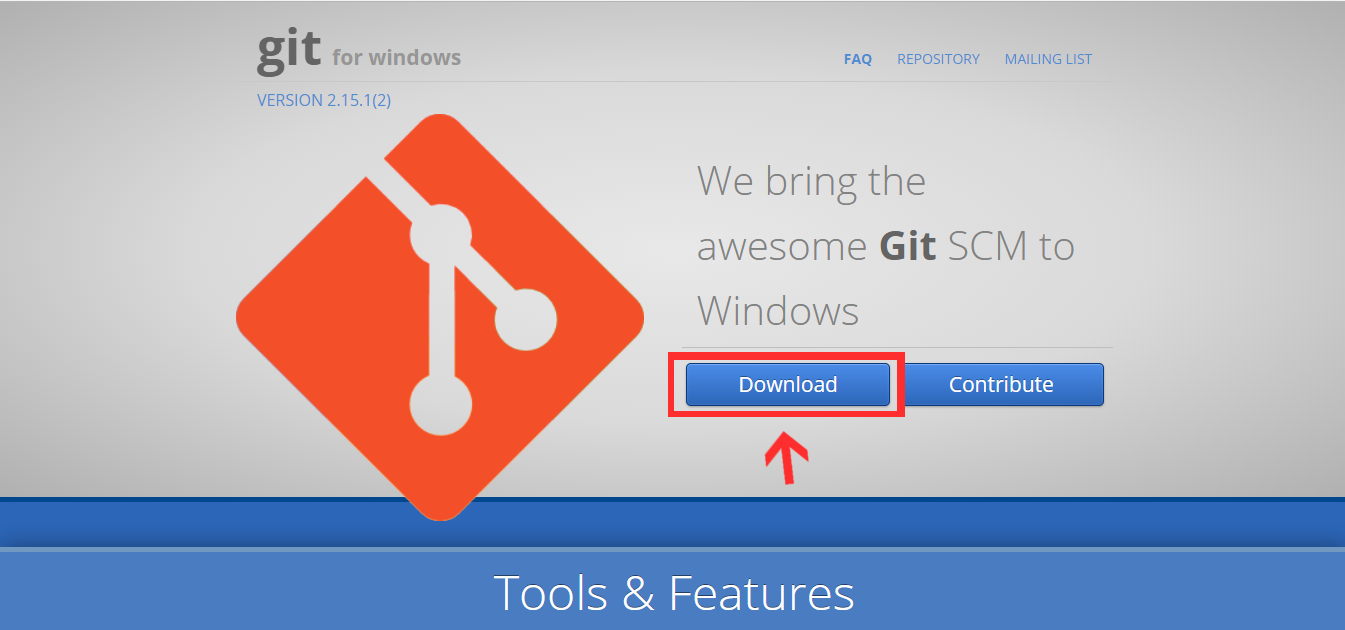 git for windows
FAQ REPOSITORY MAILING LIST
VERSION 2.15.1(2)
We bring the
awesome Git SCM to
Windows
Download Contribute
Tools & Features